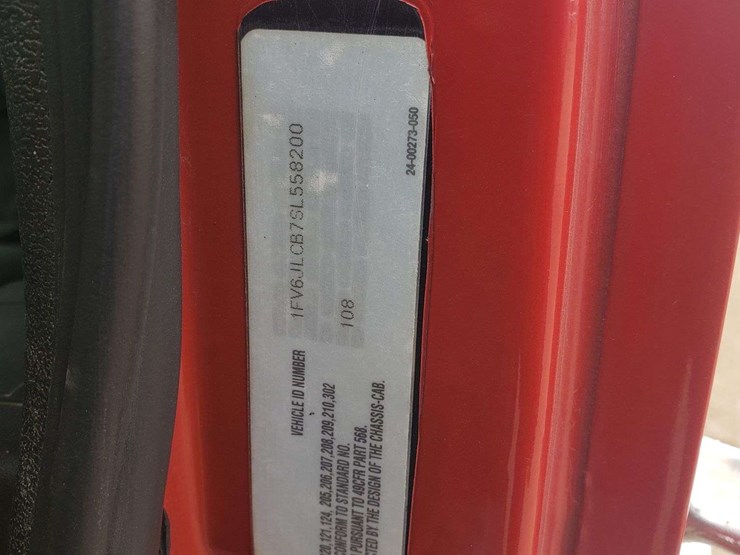 VEHICLE ID NUMBER 1FV6JLCB7SL558200
108
20,121,124, 205,206,207,208,209,210,302
CONFORM TO STANDARD NO.
PURSUANT TO 49CFR PART 568.
BY THE DESIGN OF THE CHASSIS-CAB.
24-00273-050